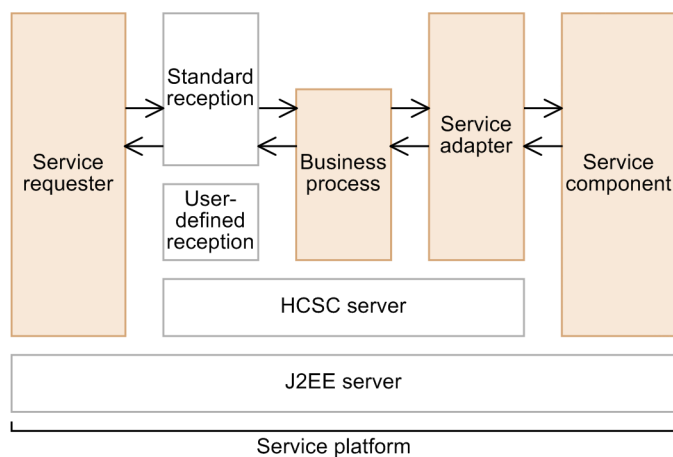 Standard
reception
Service
requester
User-
defined
reception
Business
process
Service
adapter
Service
component
HCSC server
J2EE server
Service platform